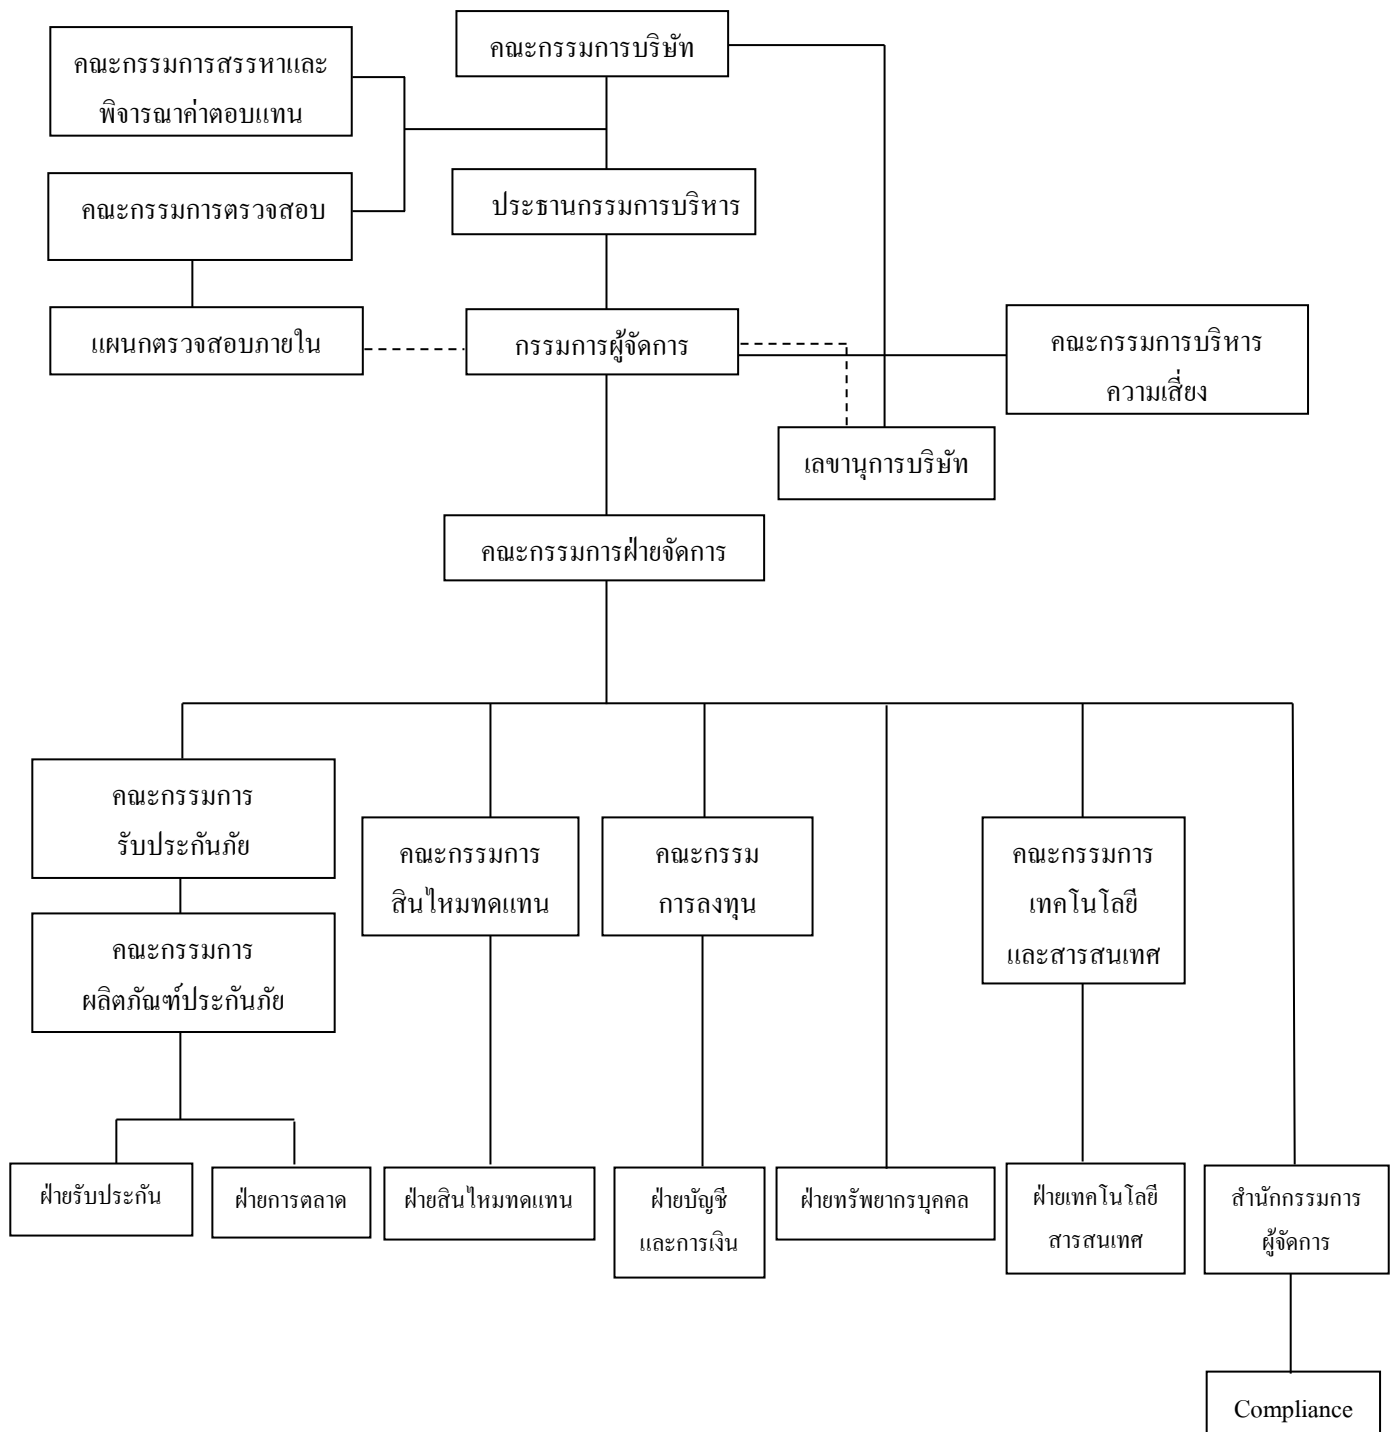 คณะกรรมการบริษัท
คณะกรรมการสรรหาและ
พิจารณาค่าตอบแทน
คณะกรรมการตรวจสอบ
ประธานกรรมการบริหาร
แผนกตรวจสอบภายใน
กรรมการผู้จัดการ
คณะกรรมการบริหาร
ความเสี่ยง
เลขานุการบริษัท
คณะกรรมการฝ่ายจัดการ
คณะกรรมการ
รับประกันภัย
คณะกรรมการ
สินไหมทดแทน
คณะกรรม
การลงทุน
คณะกรรมการ
เทคโนโลยี
และสารสนเทศ
คณะกรรมการ
ผลิตภัณฑ์ประกันภัย
ฝ่ายรับประกัน
ฝ่ายการตลาด
ฝ่ายสินไหมทดแทน
ฝ่ายบัญชี
และการเงิน
ฝ่ายทรัพยากรบุคคล
ฝ่ายเทคโนโลยี
สารสนเทศ
สำนักกรรมการ
ผู้จัดการ
Compliance